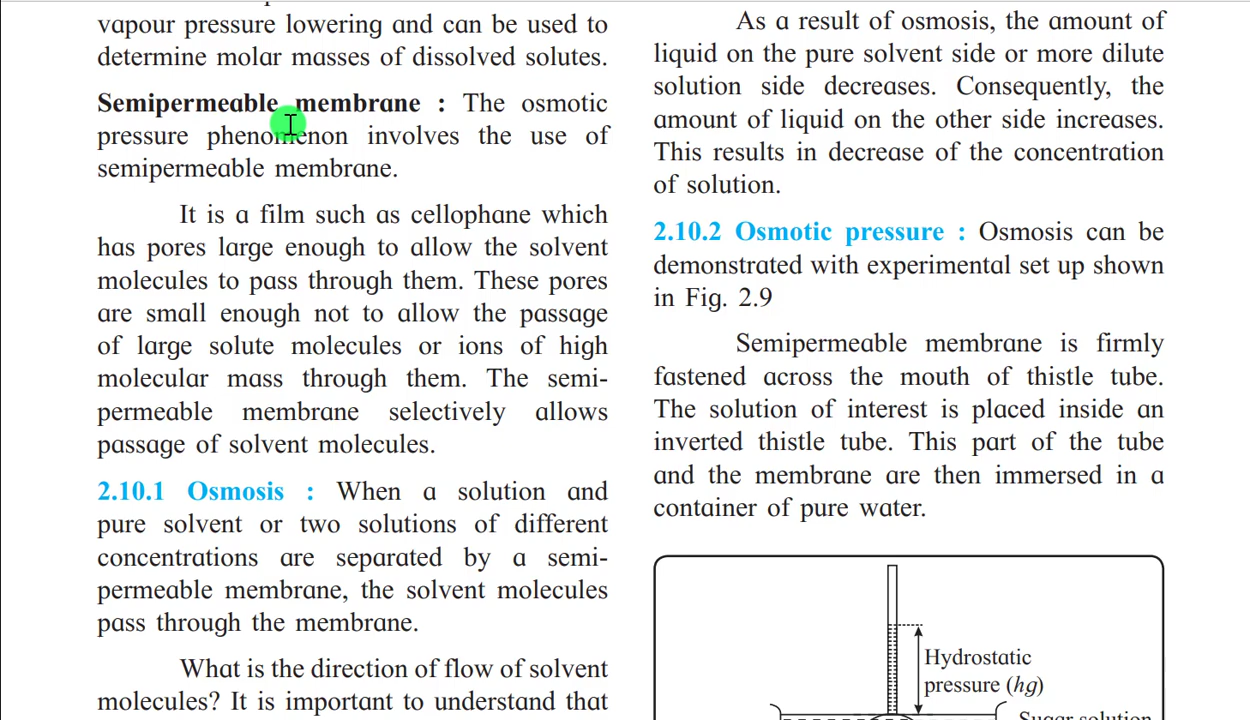 vapour pressure lowering and can be used to
determine molar masses of dissolved solutes.
Semipermeable membrane : The osmotic
pressure phenomenon involves the use of
semipermeable membrane.
It is a film such as cellophane which
has pores large enough to allow the solvent
molecules to pass through them. These pores
are small enough not to allow the passage
of large solute molecules or ions of high
molecular mass through them. The semi-
permeable membrane selectively allows
passage of solvent molecules.
2.10.1 Osmosis : When a solution and
pure solvent or two solutions of different
concentrations are separated by a semi-
permeable membrane, the solvent molecules
pass through the membrane.
What is the direction of flow of solvent
molecules? It is important to understand that
As a result of osmosis, the amount of
liquid on the pure solvent side or more dilute
solution side decreases. Consequently, the
amount of liquid on the other side increases.
This results in decrease of the concentration
of solution.
2.10.2 Osmotic pressure : Osmosis can be
demonstrated with experimental set up shown
in Fig. 2.9
Semipermeable membrane is firmly
fastened across the mouth of thistle tube.
The solution of interest is placed inside an
inverted thistle tube. This part of the tube
and the membrane are then immersed in a
container of pure water.
Hydrostatic
pressure (hg)
Sugar solution